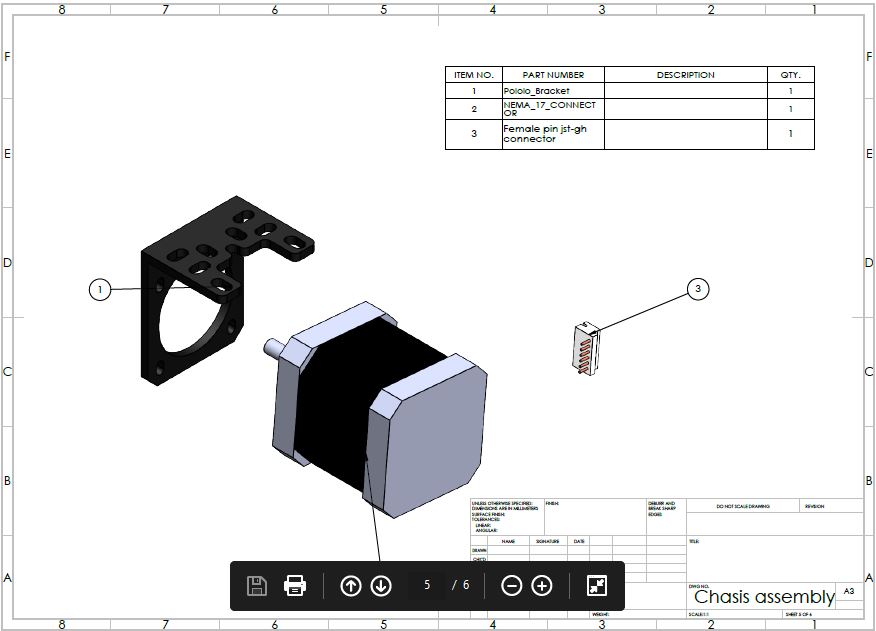 8 7 6 5 4 3 2 1
F F
ITEM NO. PART NUMBER DESCRIPTION QTY.
1 Pololo_Bracket 1
2 NEMA_17_CONNECT
OR 1
3 Female pin jst-gh
connector 1
E E
D D
1
3
C C
B B
UNLESS OTHERWISE SPECIFIED:
DIMENSIONS ARE IN MILLIMETERS
SURFACE FINISH:
TOLERANCES:
LINEAR:
ANGULAR:
FINISH:
DEBURR AND
BREAK SHARP
EDGES
DO NOT SCALE DRAWING
REVISION
NAME SIGNATURE DATE
TITLE:
DRAWN
CHK'D
A A
5 / 6
DWG NO.
Chasis assembly
A3
WEIGHT:
SCALE:1:1
SHEET 5 OF 6
8 7 6 5 4 3 2 1